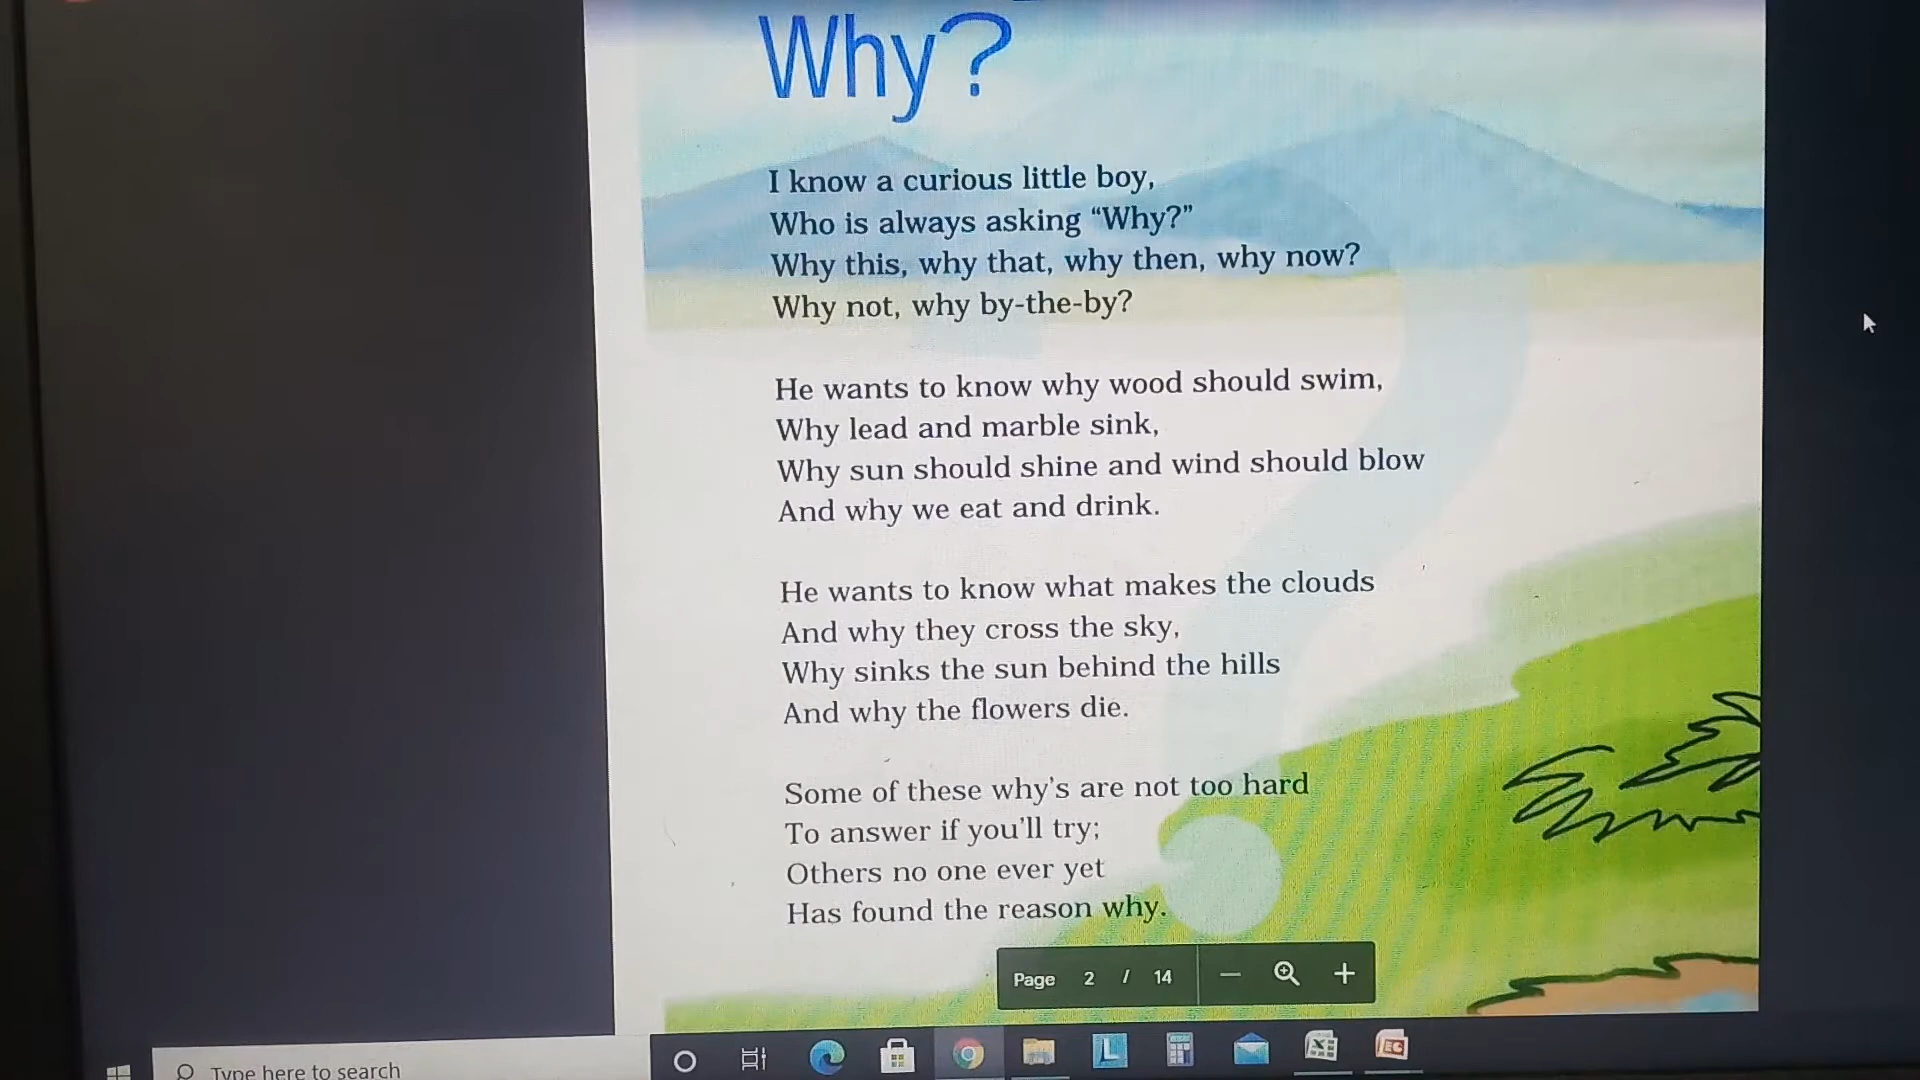 Why?
I know a curious little boy,
Who is always asking “Why?”
Why this, why that, why then, why now?
Why not, why by-the-by?
He wants to know why wood should swim,
Why lead and marble sink,
Why sun should shine and wind should blow
And why we eat and drink.
He wants to know what makes the clouds
And why they cross the sky,
Why sinks the sun behind the hills
And why the flowers die.
Some of these why’s are not too hard
To answer if you’ll try;
Others no one ever yet
Has found the reason why.
Page 2 / 14
Type here to search